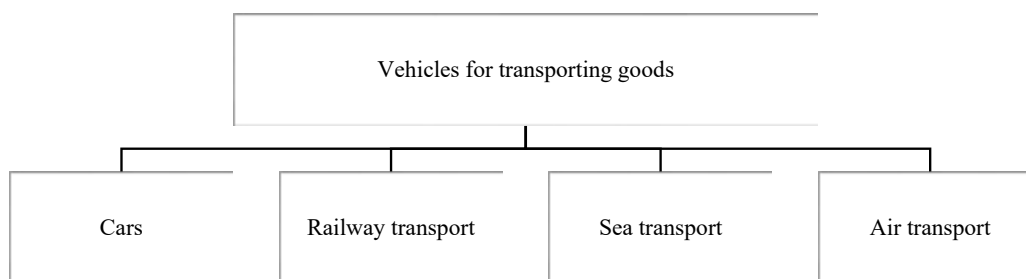 Vehicles for transporting goods
Cars
Railway transport
Sea transport
Air transport